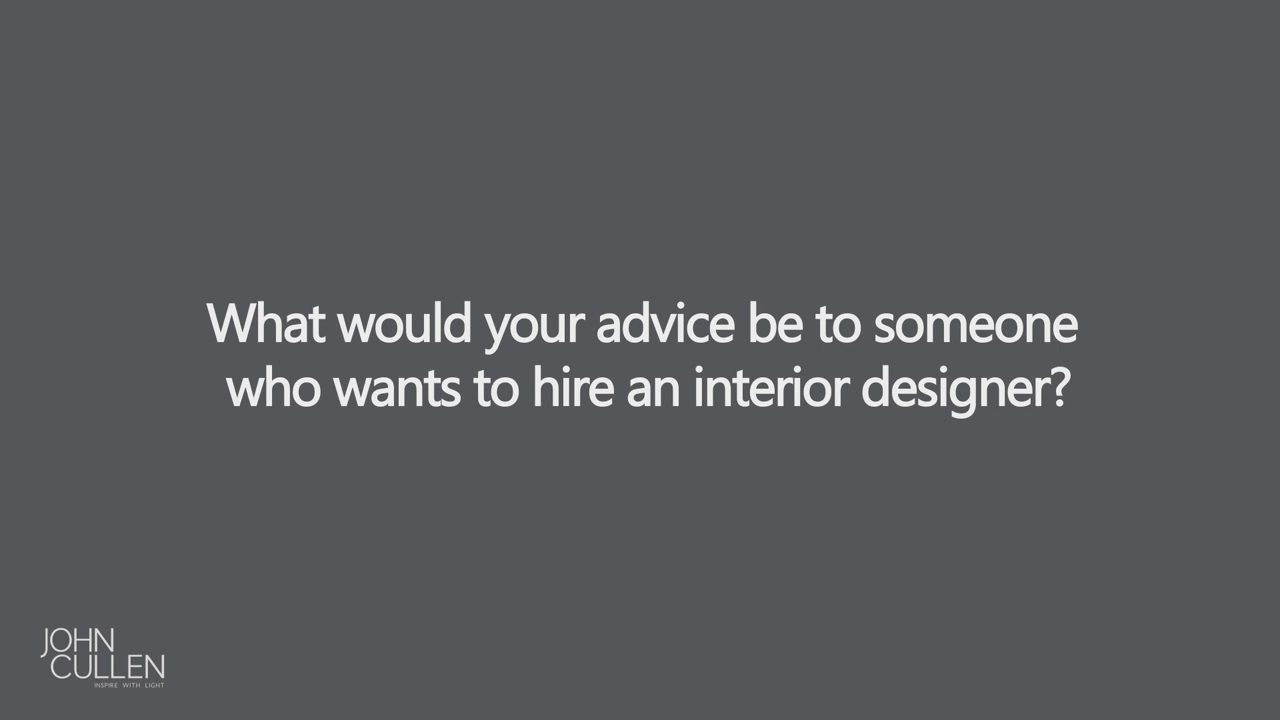 What would your advice be to someone
who wants to hire an interior designer?
JOHN
CULLEN
INSPIRE WITH LIGHT